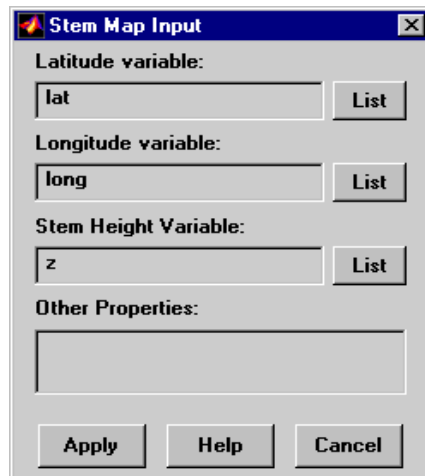 Stem Map Input
Latitude variable:
lat List
Longitude variable:
long List
Stem Height Variable:
z List
Other Properties:
Apply Help Cancel